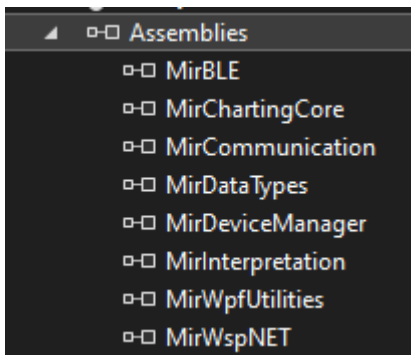 Assemblies
MirBLE
MirChartingCore
MirCommunication
MirDataTypes
MirDeviceManager
MirInterpretation
MirWpfUtilities
MirWspNET